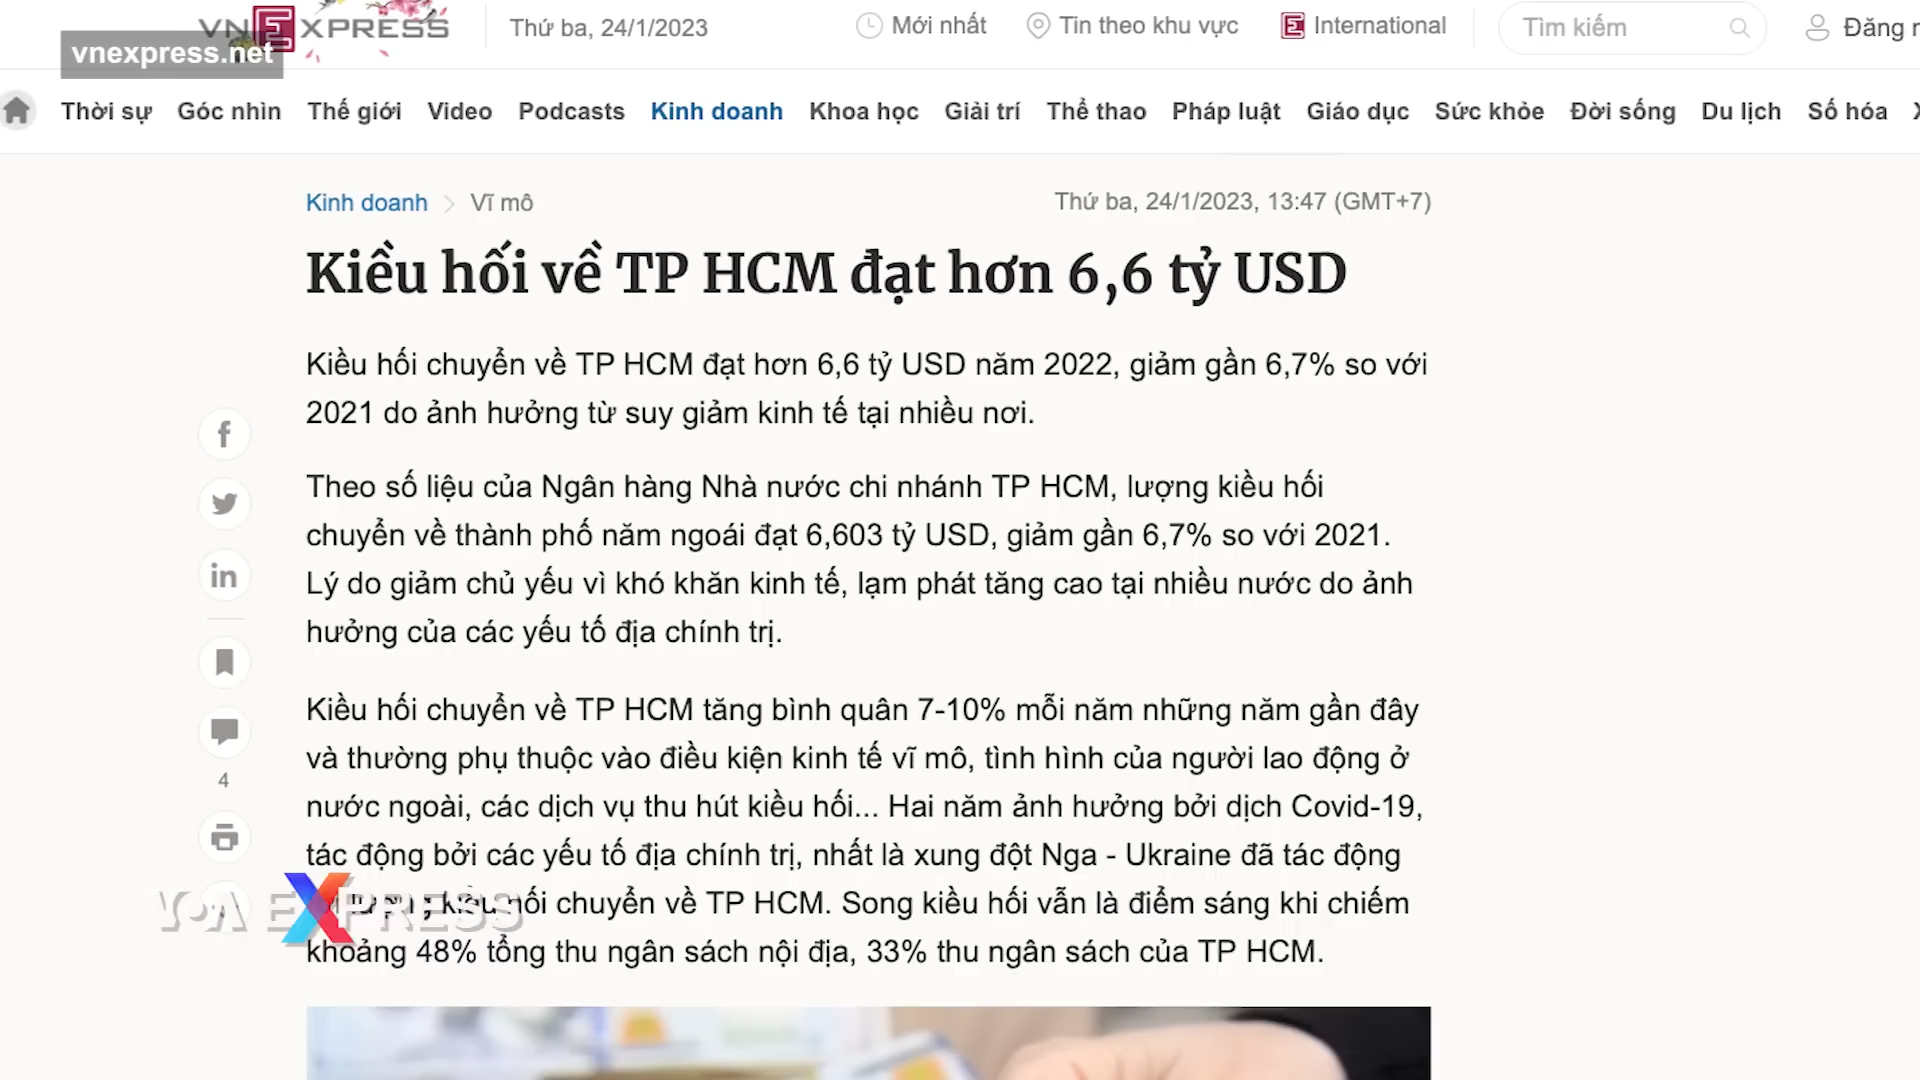 VNEXPRESS
vnexpress.net
Thứ ba, 24/1/2023
Mới nhất
Tin theo khu vực
International
Tìm kiếm
Thời sự Góc nhìn Thế giới Video Podcasts Kinh doanh Khoa học Giải trí Thể thao Pháp luật Giáo dục Sức khỏe Đời sống Du lịch Số hóa
Kinh doanh > Vĩ mô
Thứ ba, 24/1/2023, 13:47 (GMT+7)
Kiều hối về TP HCM đạt hơn 6,6 tỷ USD
Kiều hối chuyển về TP HCM đạt hơn 6,6 tỷ USD năm 2022, giảm gần 6,7% so với
2021 do ảnh hưởng từ suy giảm kinh tế tại nhiều nơi.
Theo số liệu của Ngân hàng Nhà nước chi nhánh TP HCM, lượng kiều hối
chuyển về thành phố năm ngoái đạt 6,603 tỷ USD, giảm gần 6,7% so với 2021.
Lý do giảm chủ yếu vì khó khăn kinh tế, lạm phát tăng cao tại nhiều nước do ảnh
hưởng của các yếu tố địa chính trị.
Kiều hối chuyển về TP HCM tăng bình quân 7-10% mỗi năm những năm gần đây
và thường phụ thuộc vào điều kiện kinh tế vĩ mô, tình hình của người lao động ở
nước ngoài, các dịch vụ thu hút kiều hối... Hai năm ảnh hưởng bởi dịch Covid-19,
tác động bởi các yếu tố địa chính trị, nhất là xung đột Nga - Ukraine đã tác động
lượng kiều hối chuyển về TP HCM. Song kiều hối vẫn là điểm sáng khi chiếm
khoảng 48% tổng thu ngân sách nội địa, 33% thu ngân sách của TP HCM.
4
VOA EXPRESS